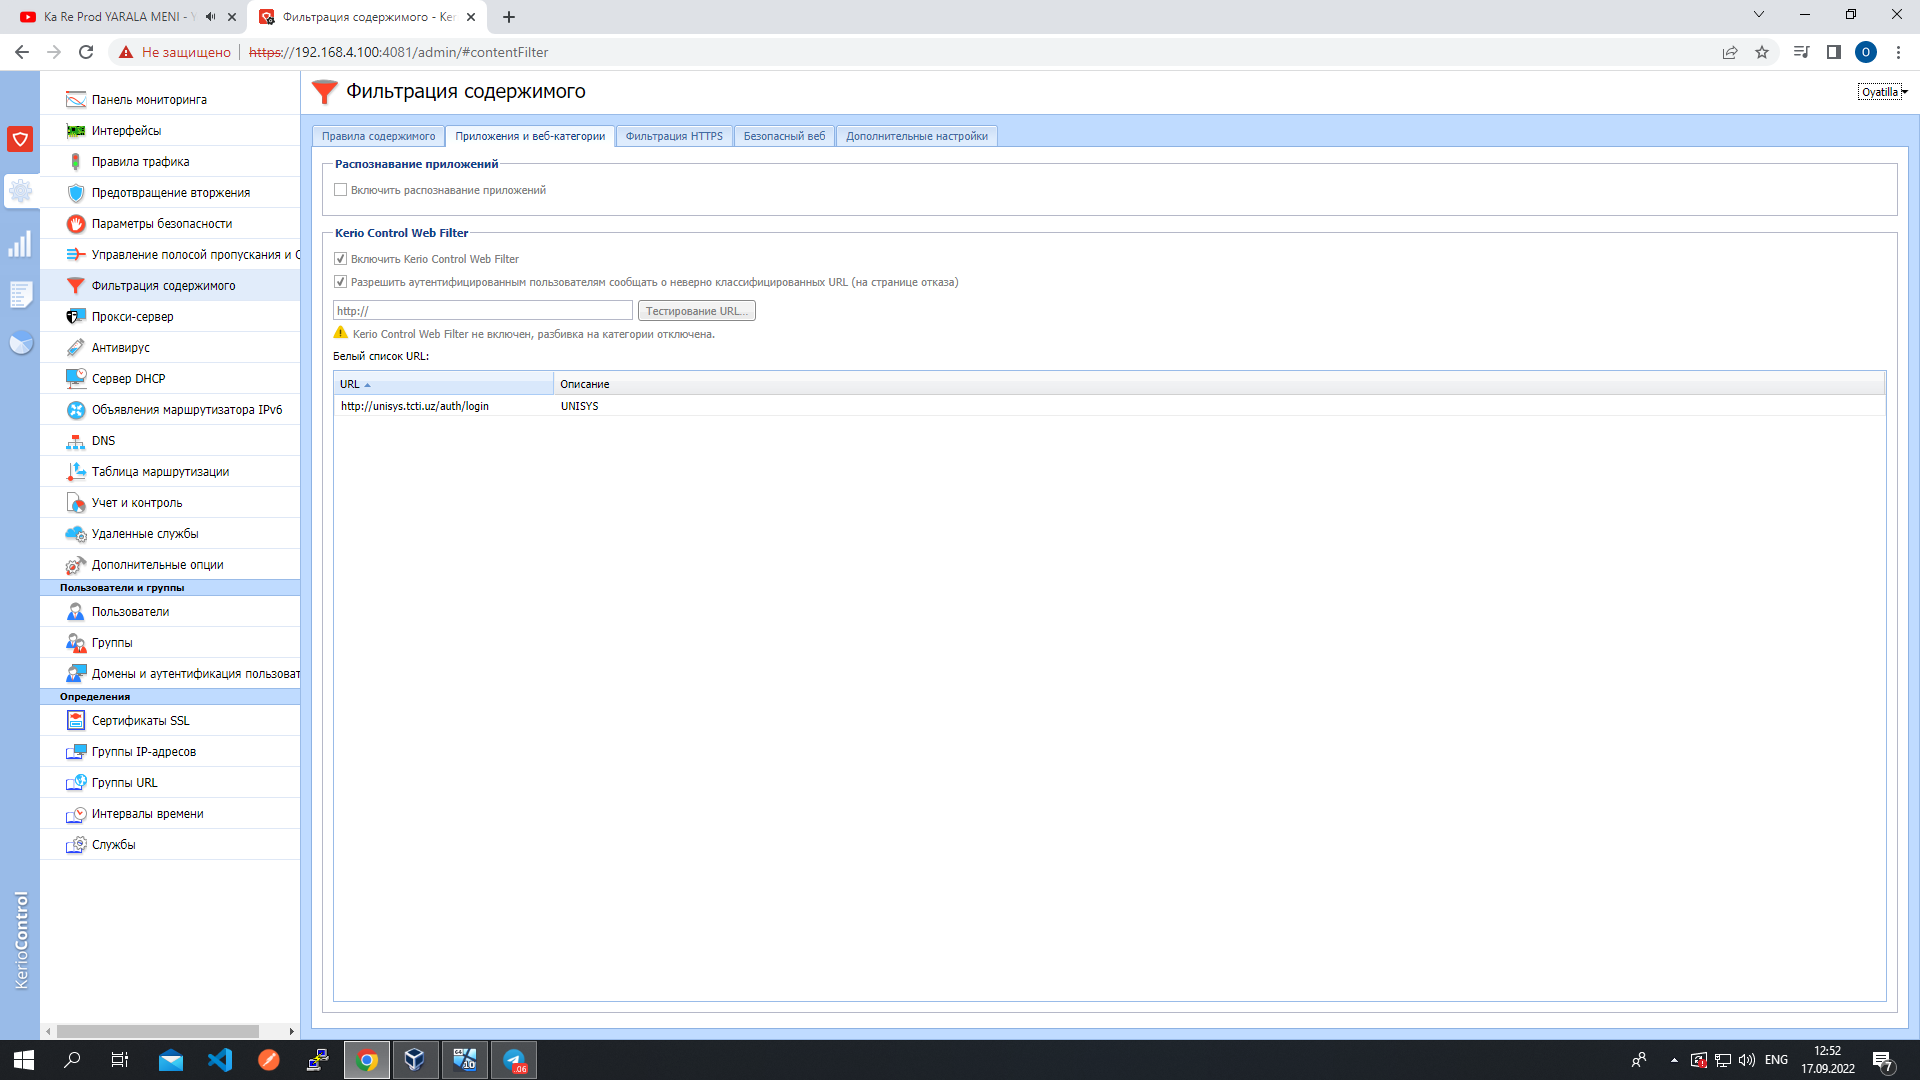 Ka Re Prod YARALA MENI - Y
Фильтрация содержимого - Ker
Не защищено
https://192.168.4.100:4081/admin/#contentFilter
O
Панель мониторинга
Интерфейсы
Правила трафика
Предотвращение вторжения
Параметры безопасности
Управление полосой пропускания и С
Фильтрация содержимого
Прокси-сервер
Антивирус
Сервер DHCP
Объявления маршрутизатора IPv6
DNS
Таблица маршрутизации
Учет и контроль
Удаленные службы
Дополнительные опции
Пользователи и группы
Пользователи
Группы
Домены и аутентификация пользоват
Определения
Сертификаты SSL
Группы IP-адресов
Группы URL
Интервалы времени
Службы
KerioControl
Фильтрация содержимого
Oyatilla
Правила содержимого
Приложения и веб-категории
Фильтрация HTTPS
Безопасный веб
Дополнительные настройки
Распознавание приложений
Включить распознавание приложений
Kerio Control Web Filter
Включить Kerio Control Web Filter
Разрешить аутентифицированным пользователям сообщать о неверно классифицированных URL (на странице отказа)
http://
Тестирование URL...
Kerio Control Web Filter не включен, разбивка на категории отключена.
Белый список URL:
URL
Описание
http://unisys.tcti.uz/auth/login
UNISYS
64
10
.06
ENG
12:52
17.09.2022
7